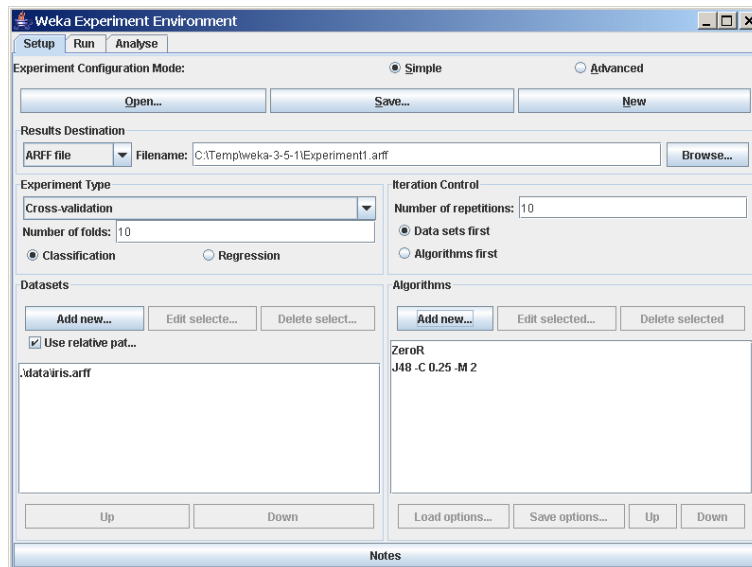 Weka Experiment Environment
Setup Run Analyse
Experiment Configuration Mode: Simple Advanced
Open... Save... New
Results Destination
ARFF file Filename: C:\Temp\weka-3-5-1\Experiment1.arff Browse...
Experiment Type Iteration Control
Cross-validation Number of repetitions: 10
Number of folds: 10 Data sets first
Classification Regression Algorithms first
Datasets Algorithms
Add new... Edit selecte... Delete select... Add new... Edit selected... Delete selected
Use relative pat...
.\data\iris.arff ZeroR
J48 -C 0.25 -M 2
Up Down Load options... Save options... Up Down
Notes